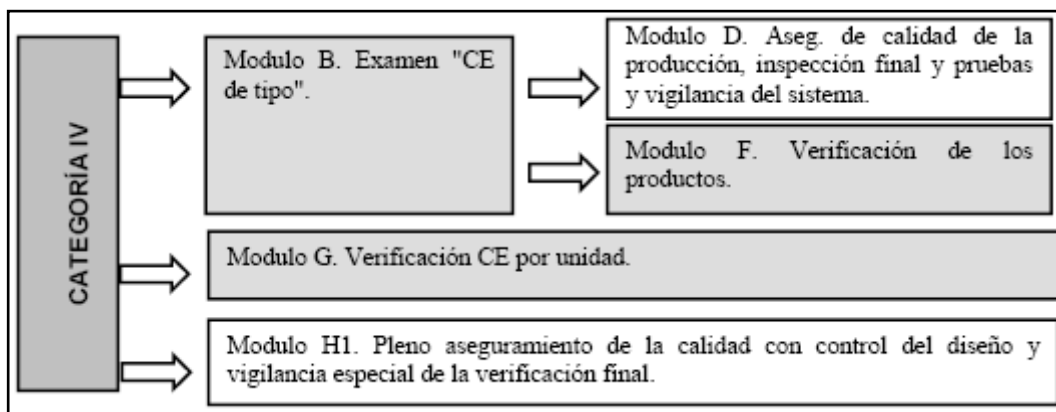 CATEGORÍA IV
Modulo B. Examen "CE
de tipo".
Modulo D. Aseg. de calidad de la
producción, inspección final y pruebas
y vigilancia del sistema.
Modulo F. Verificación de los
productos.
Modulo G. Verificación CE por unidad.
Modulo H1. Pleno aseguramiento de la calidad con control del diseño y
vigilancia especial de la verificación final.